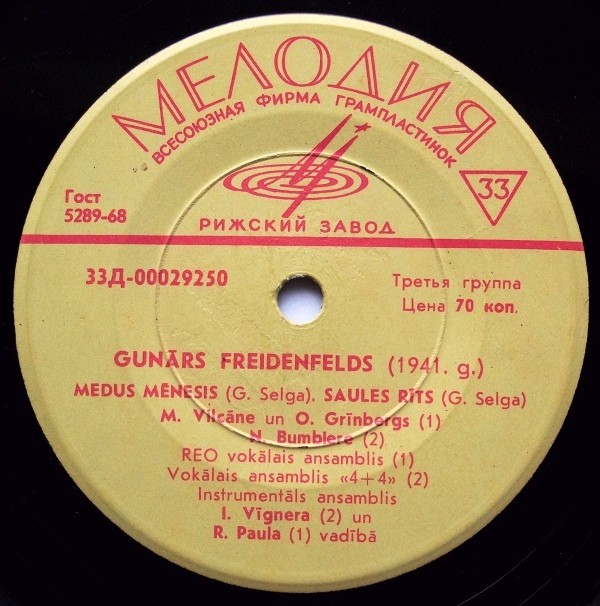 МЕЛОДИЯ
ВСЕСОЮЗНАЯ ФИРМА ГРАМПЛАСТИНОК
33
Гост
5289-68
РИЖСКИЙ ЗАВОД
33Д-00029250
Третья группа
Цена 70 коп.
GUNĀRS FREIDENFELDS (1941. g.)
MEDUS MĒNESIS (G. Selga). SAULES RĪTS (G. Selga)
M. Vilcāne un O. Grīnbergs (1)
N. Bumbiere (2)
REO vokālais ansamblis (1)
Vokālais ansamblis «4+4» (2)
Instrumentāls ansamblis
I. Vīgnera (2) un
R. Paula (1) vadībā